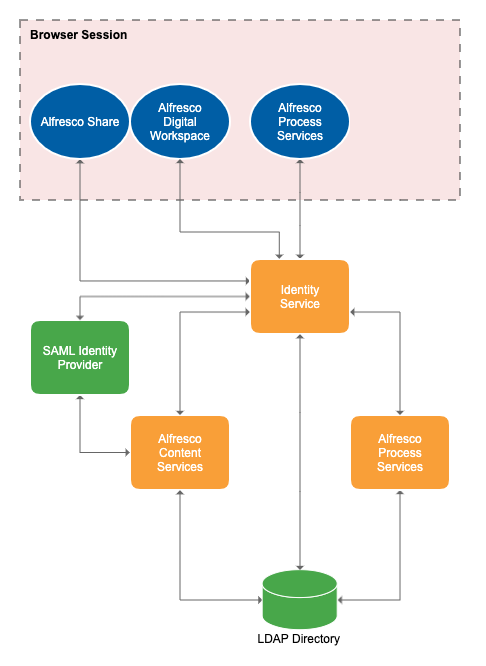 Browser Session
Alfresco Share
Alfresco
Digital
Workspace
Alfresco
Process
Services
Identity
Service
SAML Identity
Provider
Alfresco
Content
Services
Alfresco
Process
Services
LDAP Directory